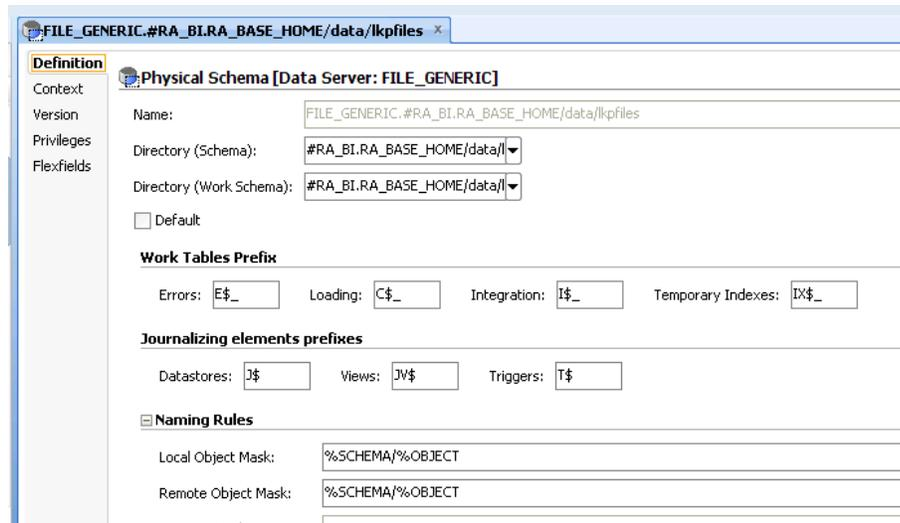 FILE_GENERIC.#RA_BI.RA_BASE_HOME/data/lkpfiles
Definition
Context
Version
Privileges
Flexfields
Physical Schema [Data Server: FILE_GENERIC]
Name: FILE_GENERIC.#RA_BI.RA_BASE_HOME/data/lkpfiles
Directory (Schema): #RA_BI.RA_BASE_HOME/data/l
Directory (Work Schema): #RA_BI.RA_BASE_HOME/data/l
Default
Work Tables Prefix
Errors: E$_ Loading: C$_ Integration: I$_ Temporary Indexes: IX$_
Journalizing elements prefixes
Datastores: J$ Views: JV$ Triggers: T$
Naming Rules
Local Object Mask: %SCHEMA/%OBJECT
Remote Object Mask: %SCHEMA/%OBJECT